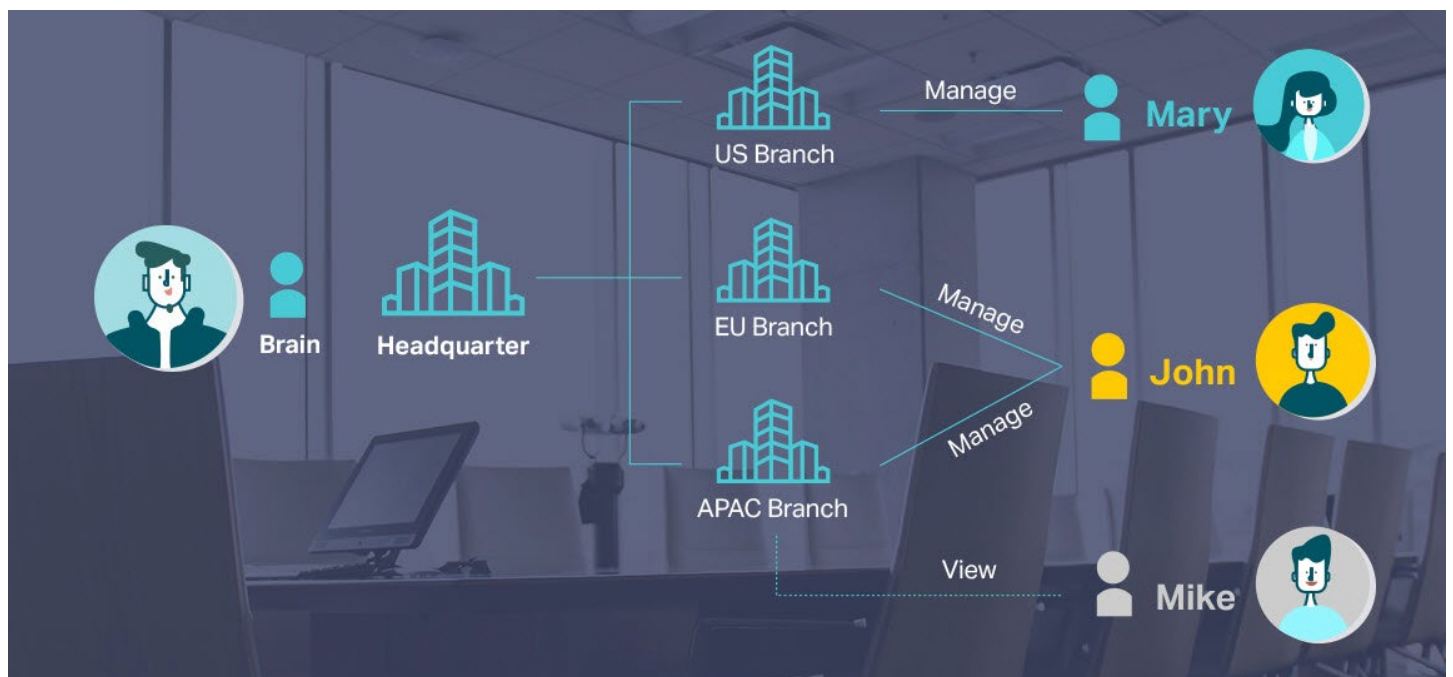 Manage
Mary
US Branch
Brain
Headquarter
EU Branch
Manage
John
Manage
APAC Branch
View
Mike